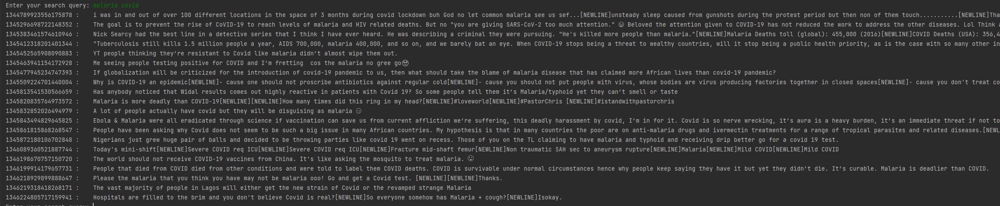 Enter your search query: malaria covid
1344789923556175878 : i was in and out of over 100 different locations in the space of 3 months during covid lockdown buh God no let common malaria see us sef...[NEWLINE]unsteady sleep caused from gunshots during the protest period but then non of them touch...........[NEWLINE]Tha
1345296698722148352 : The goal is to prevent the rise of CoVID-19 to reach levels of malaria and HIV related deaths. But no "you are giving SARS-CoV-2 too much attention." 😅 Beloved the attention given to COVID-19 has not reduced the work to address the other diseases. Lol Think a
1345383461574610946 : Nick Searcy had the best line in a detective series that I think I have ever heard. He was describing a criminal they were pursuing. "He's killed more people than malaria."[NEWLINE]Malaria Deaths toll (global): 455,000 (2016)[NEWLINE]COVID Deaths (USA): 356,4
1345412318201401344 : "Tuberculosis still kills 1.5 million people a year, AIDS 700,000, malaria 400,000, and so on, and we barely bat an eye. When COVID-19 stops being a threat to wealthy countries, will it stop being a public health priority, as is the case with so many other in
1345452565908090883 : YT people thinking they’re resistant to Covid like malaria didn’t almost wipe them out.
1345463941154172928 : Me seeing people testing positive for COVID and I’m fretting  cos the malaria no gree go
1345477945234747393 : If globalization will be criticized for the introduction of covid-19 pandemic to us, then what should take the blame of malaria disease that has claimed more African lives than covid-19 pandemic?
1345509224701440004 : Why is COVID-19 an epidemic[NEWLINE]- cause one should not proscribe antibiotics against regular cold[NEWLINE]- cause you should not put people with virus, whose bodies are virus producing factories together in closed spaces[NEWLINE]- cause you don't treat co
1345813541530566659 : Has anybody noticed that Widal results comes out highly reactive in patients with Covid 19? So some people tell them it’s Malaria/typhoid yet they can’t smell or taste
1345820835764973572 : Malaria is more deadly than COVID-19[NEWLINE][NEWLINE]How many times did this ring in my head?[NEWLINE]#loveworld[NEWLINE]#PastorChris [NEWLINE]#istandwithpastorchris
1345832852026494979 : A lot of people actually have covid but they will be disguising as malaria
1345843494829645825 : Ebola & Malaria were all eradicated through science if vaccination can save us from current affliction we’re suffering, this deadly harassment by covid, I’m in for it. Covid is so nerve wrecking, it’s aura is a heavy burden, it’s an immediate threat if not to
1345861815868268547 : People have been asking why Covid does not seem to be such a big issue in many African countries. My hypothesis is that in many countries the poor are on anti-malaria drugs and ivermectin treatments for a range of tropical parasites and related diseases.[NEWL
1345872180106702848 : Nigerians just grew huge pair of balls and decided to be throwing parties like covid 19 went on recess. Those of you on the TL claiming to have malaria and typhoid and receiving drip better go for a covid 19 test.
1346089360521887744 : Today's mini-shift[NEWLINE]Severe COVID req ICU[NEWLINE]Severe COVID req ICU[NEWLINE]Fracture mid-shaft femur[NEWLINE]Non traumatic SAH sec to aneurysm rupture[NEWLINE]Malaria[NEWLINE]Mild COVID[NEWLINE]Mild COVID
1346198670757150720 : The world should not receive COVID-19 vaccines from China. It's like asking the mosquito to treat malaria.
1346199914179657731 : People that died from COVID died from other conditions and were told to label them COVID deaths. COVID is survivable under normal circumstances hence why people keep saying they have it but yet they didn’t die. It’s curable. Malaria is deadlier than COVID.
1346218929899888647 : Please the malaria that you think you have may not be malaria ooo! Go and get a Covid test. [NEWLINE][NEWLINE]Thanks.
1346219318418268171 : The vast majority of people in Lagos will either get the new strain of Covid or the revamped strange Malaria
1346224805717159941 : Hospitals are filled to the brim and you don't believe Covid is real?[NEWLINE]So everyone somehow has Malaria + cough?[NEWLINE]Isokay.
Enter your search query: